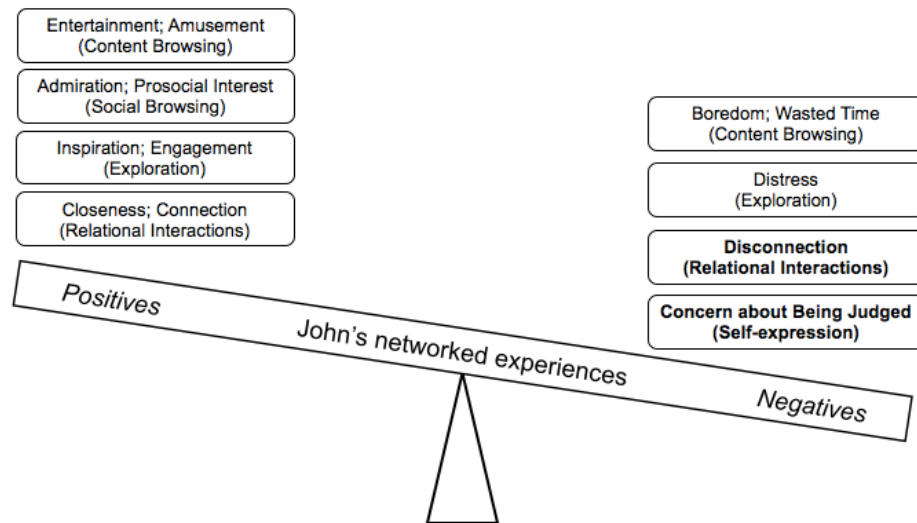 Entertainment; Amusement
(Content Browsing)
Admiration; Prosocial Interest
(Social Browsing)
Inspiration; Engagement
(Exploration)
Closeness; Connection
(Relational Interactions)
Boredom; Wasted Time
(Content Browsing)
Distress
(Exploration)
Disconnection
(Relational Interactions)
Concern about Being Judged
(Self-expression)
Positives
John's networked experiences
Negatives